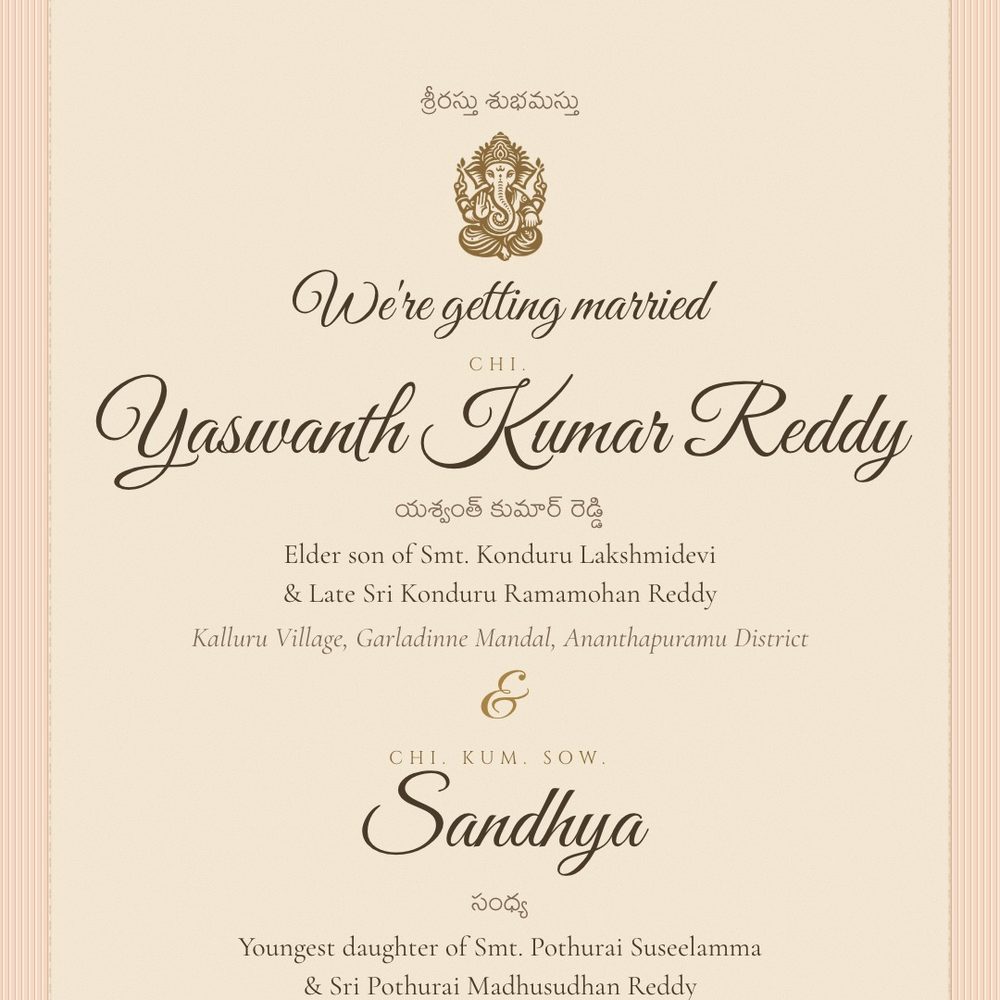 శ్రీరస్తు శుభమస్తు
We're getting married
CHI.
Yaswanth Kumar Reddy
యశ్వంత్ కుమార్ రెడ్డి
Elder son of Smt. Konduru Lakshmidevi
& Late Sri Konduru Ramamohan Reddy
Kalluru Village, Garladinne Mandal, Ananthapuramu District
&
CHI. KUM. SOW.
Sandhya
సంధ్య
Youngest daughter of Smt. Pothurai Suseelamma
& Sri Pothurai Madhusudhan Reddy